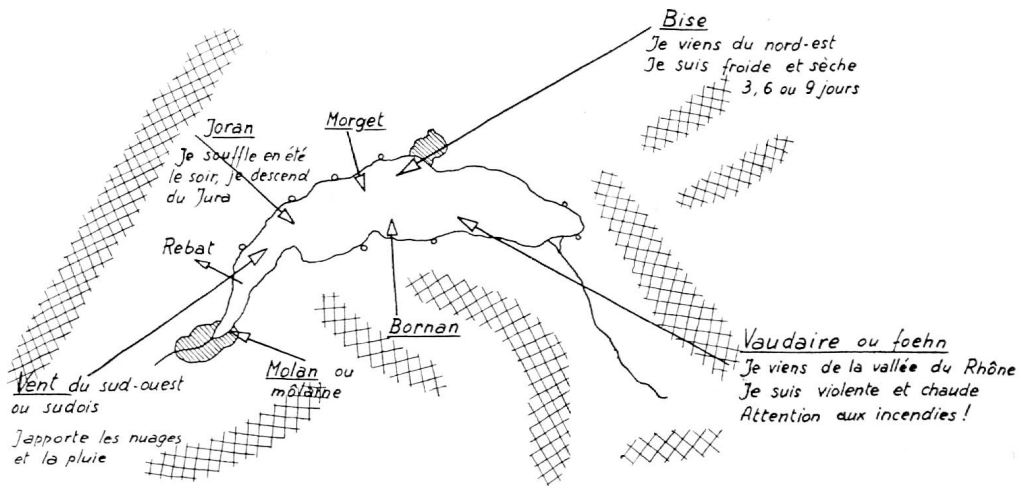 Bise
Je viens du nord-est
Je suis froide et sèche
3, 6 ou 9 jours
Joran
Je souffle en été
le soir, je descend
du Jura
Morget
Rebat
Bornan
Vaudaire ou foehn
Je viens de la vallée du Rhône
Je suis violente et chaude
Attention aux incendies !
Molan ou
môlaine
Vent du sud-ouest
ou sudois
J'apporte les nuages
et la pluie